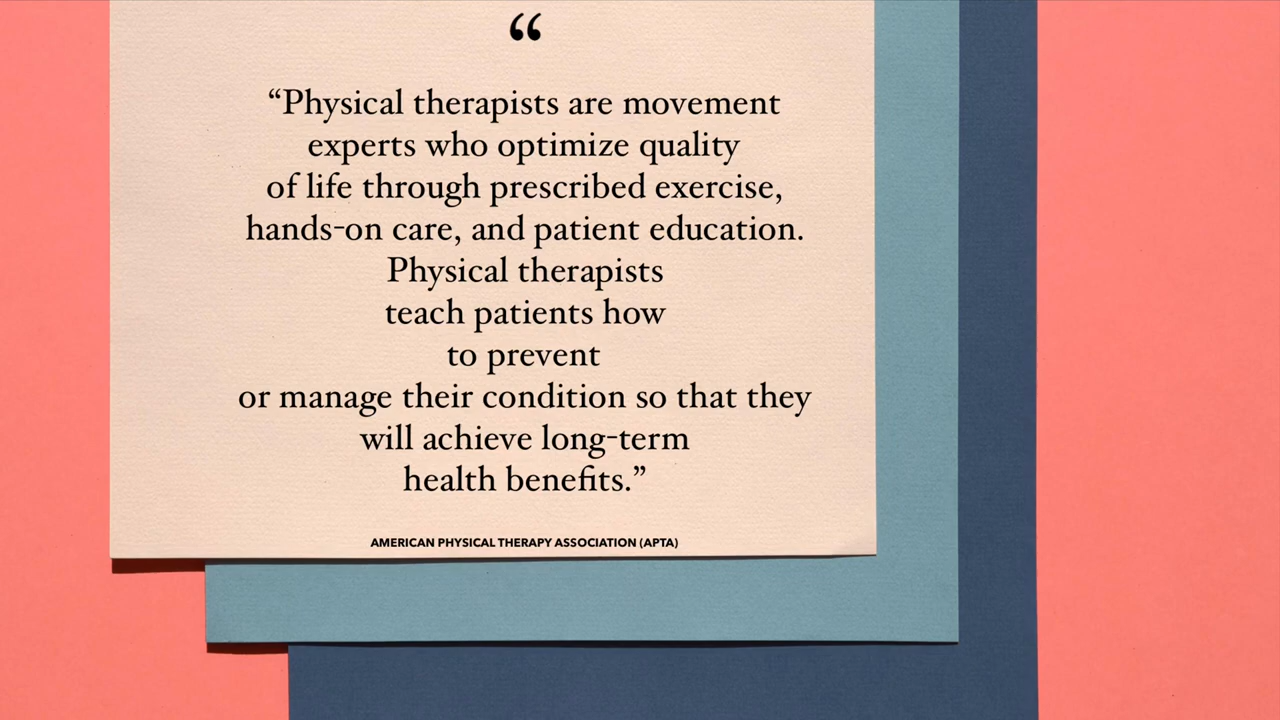 “
“Physical therapists are movement
experts who optimize quality
of life through prescribed exercise,
hands-on care, and patient education.
Physical therapists
teach patients how
to prevent
or manage their condition so that they
will achieve long-term
health benefits.”
AMERICAN PHYSICAL THERAPY ASSOCIATION (APTA)